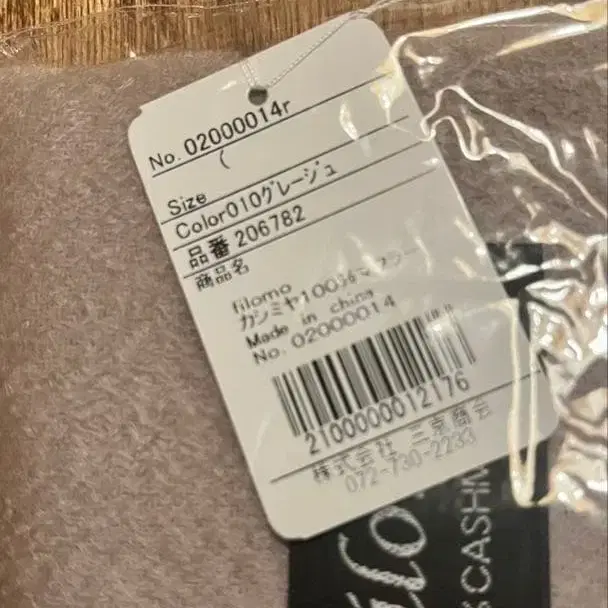 No. 02000014r
Size
Color010グレージュ
品番 206782
商品名
filomo
カシミヤ100%マフラー
Made in china
No. 02000014
2100000012176
株式会社 三京商会
072-730-2233
CASHM